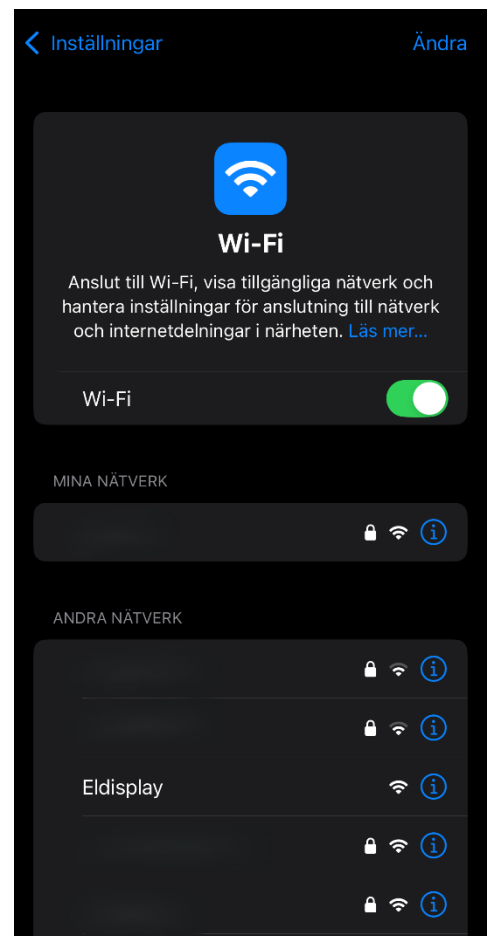 Inställningar
Ändra
Wi-Fi
Anslut till Wi-Fi, visa tillgängliga nätverk och
hantera inställningar för anslutning till nätverk
och internetdelningar i närheten. Läs mer...
Wi-Fi
MINA NÄTVERK
ANDRA NÄTVERK
Eldisplay